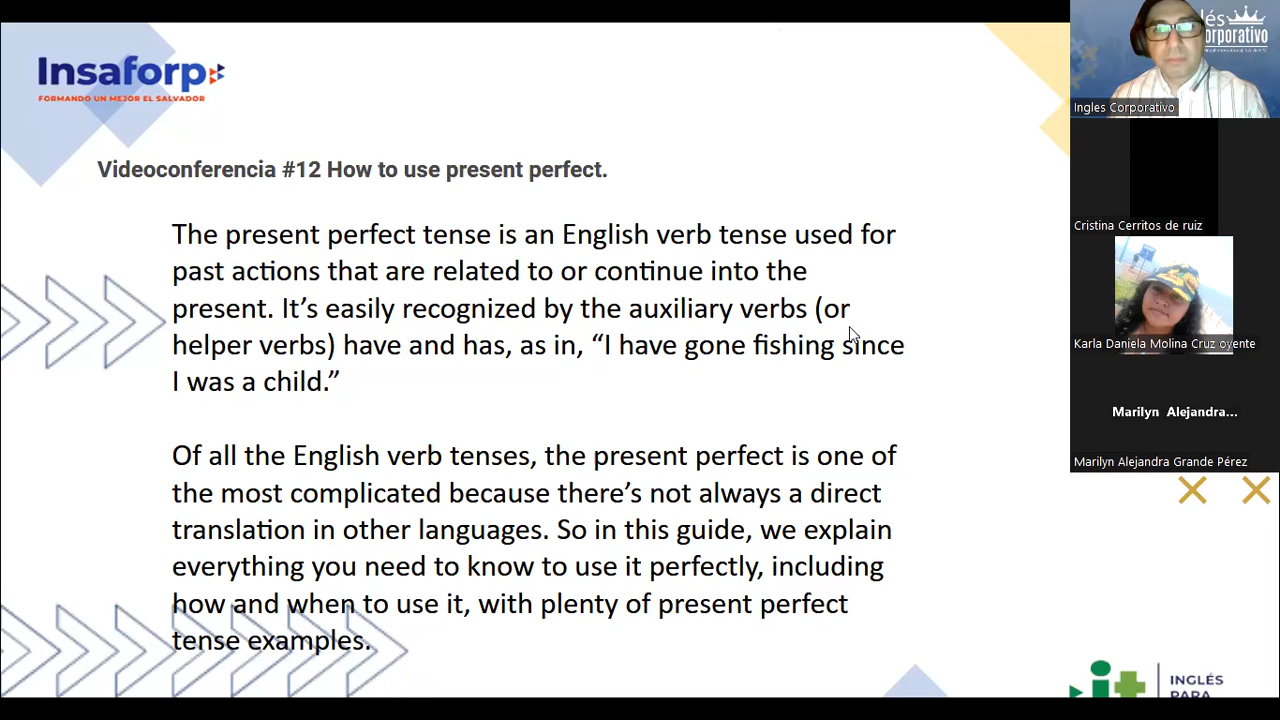 Insaforp
FORMANDO UN MEJOR EL SALVADOR
Videoconferencia #12 How to use present perfect.
The present perfect tense is an English verb tense used for
past actions that are related to or continue into the
present. It’s easily recognized by the auxiliary verbs (or
helper verbs) have and has, as in, “I have gone fishing since
I was a child.”
Of all the English verb tenses, the present perfect is one of
the most complicated because there’s not always a direct
translation in other languages. So in this guide, we explain
everything you need to know to use it perfectly, including
how and when to use it, with plenty of present perfect
tense examples.
Ingles Corporativo
Cristina Cerritos de ruiz
Karla Daniela Molina Cruz oyente
Marilyn Alejandra...
Marilyn Alejandra Grande Pérez
INGLÉS
PARA